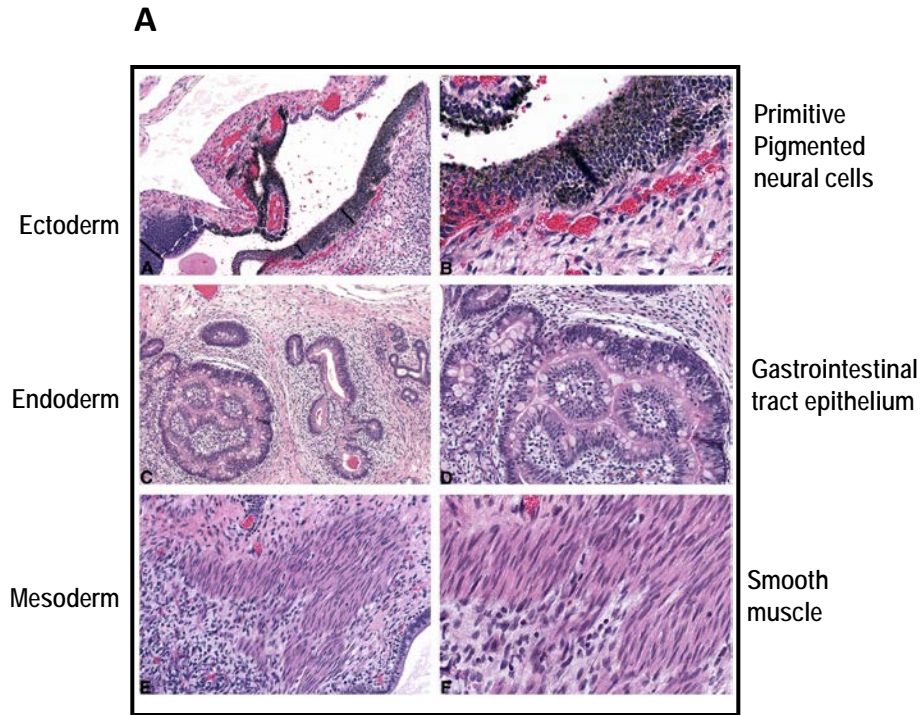 A
Ectoderm
A
B
Primitive
Pigmented
neural cells
Endoderm
C
D
Gastrointestinal
tract epithelium
Mesoderm
E
F
Smooth
muscle